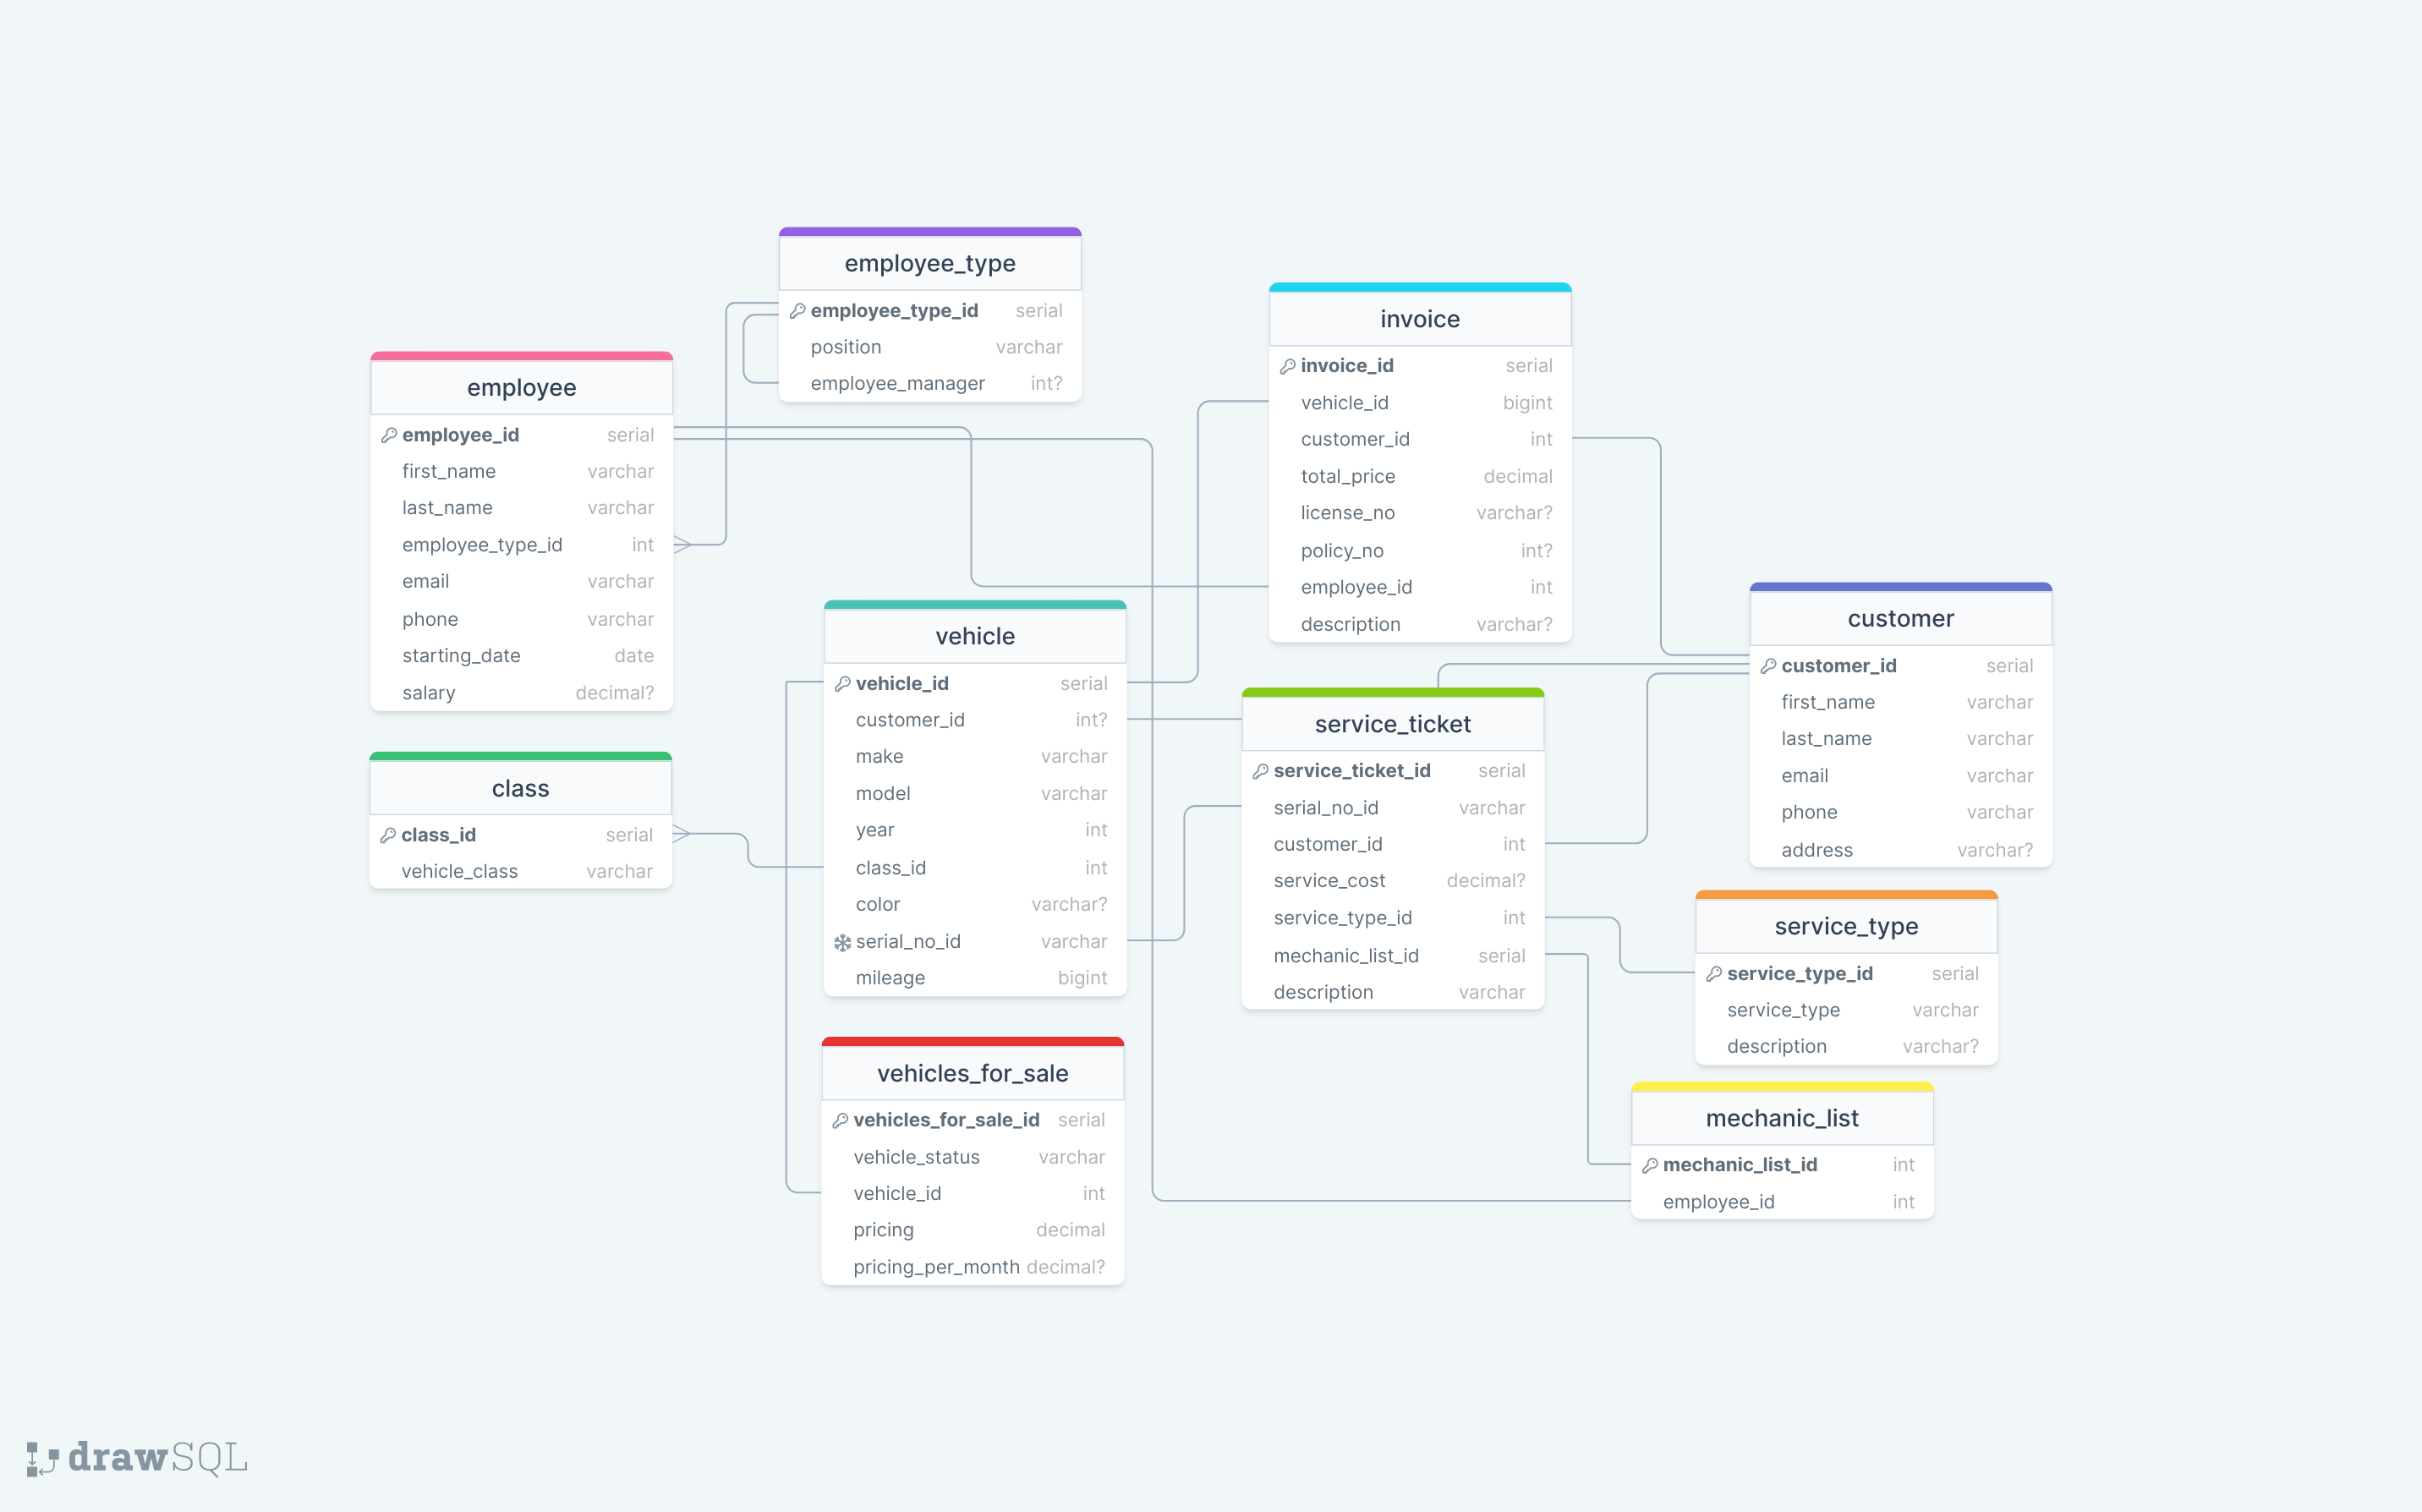 employee_type
employee_type_id serial
position varchar
employee_manager int?
invoice
invoice_id serial
vehicle_id bigint
customer_id int
total_price decimal
license_no varchar?
policy_no int?
employee_id int
description varchar?
employee
employee_id serial
first_name varchar
last_name varchar
employee_type_id int
email varchar
phone varchar
starting_date date
salary decimal?
customer
customer_id serial
first_name varchar
last_name varchar
email varchar
phone varchar
address varchar?
vehicle
vehicle_id serial
customer_id int?
make varchar
model varchar
year int
class_id int
color varchar?
serial_no_id varchar
mileage bigint
service_ticket
service_ticket_id serial
serial_no_id varchar
customer_id int
service_cost decimal?
service_type_id int
mechanic_list_id serial
description varchar
class
class_id serial
vehicle_class varchar
service_type
service_type_id serial
service_type varchar
description varchar?
vehicles_for_sale
vehicles_for_sale_id serial
vehicle_status varchar
vehicle_id int
pricing decimal
pricing_per_month decimal?
mechanic_list
mechanic_list_id int
employee_id int
drawSQL